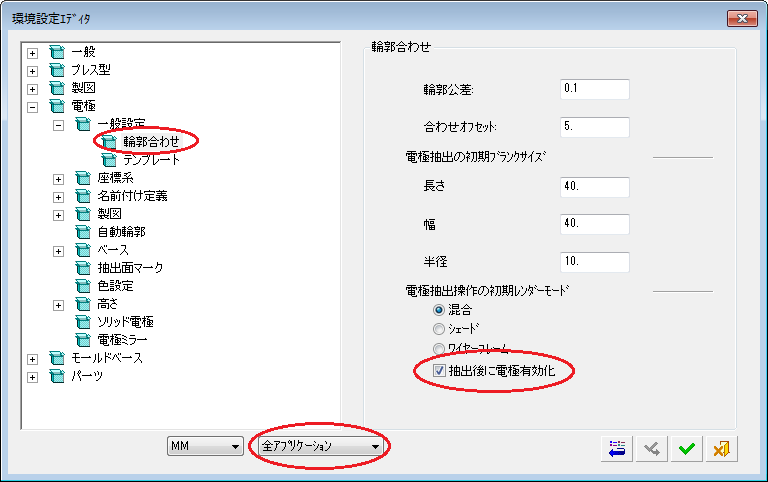 環境設定ｴﾃﾞｨﾀ
一般
プレス型
製図
電極
一般設定
輪郭合わせ
テンプレート
座標系
名前付け定義
製図
自動輪郭
ベース
抽出面マーク
色設定
高さ
ソリッド電極
電極ミラー
モールドベース
パーツ
MM
全ｱﾌﾟﾘｹｰｼｮﾝ
輪郭合わせ
輪郭公差: 0.1
合わせｵﾌｾｯﾄ: 5.
電極抽出の初期ﾌﾞﾗﾝｸｻｲｽﾞ
長さ 40.
幅 40.
半径 10.
電極抽出操作の初期ﾚﾝﾀﾞｰﾓｰﾄﾞ
混合
ｼｪｰﾄﾞ
ﾜｲﾔｰﾌﾚｰﾑ
抽出後に電極有効化